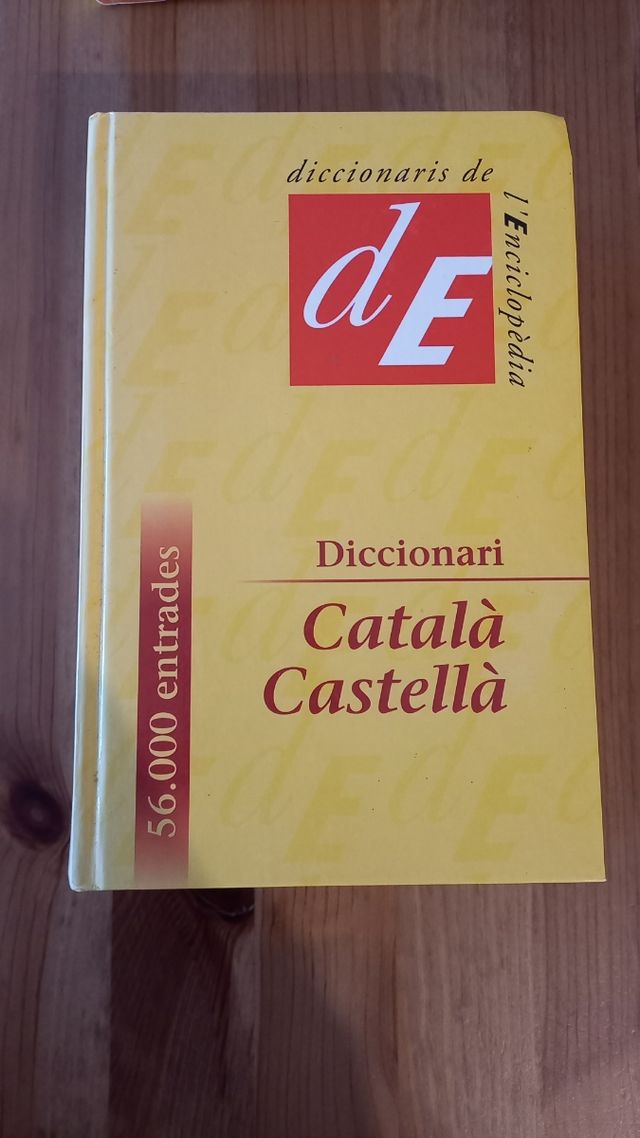 diccionaris de
l'Enciclopèdia
dE
Diccionari
Català
Castellà
56.000 entrades